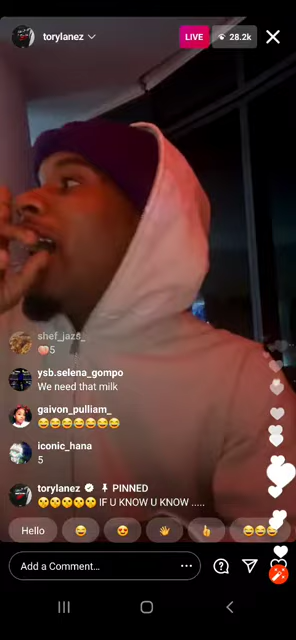 torylanez
LIVE
28.2k
shef_jazs_
5
ysb.selena_gompo
We need that milk
gaivon_pulliam_
😂😂😂😂😂😂😂
iconic_hana
5
torylanez PINNED
🤫🤫🤫🤫🤫 IF U KNOW U KNOW .....
Hello
Add a Comment...